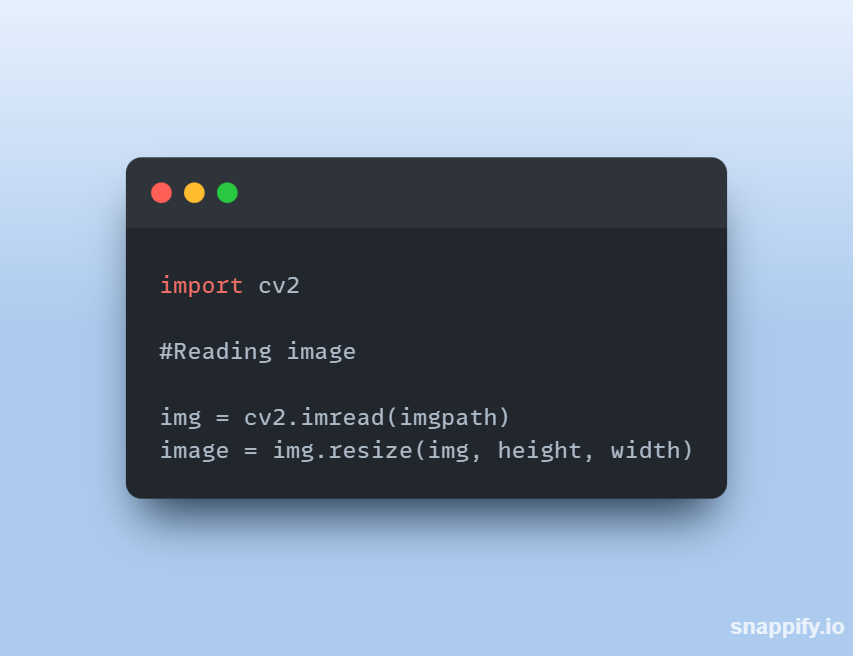 import cv2
#Reading image
img = cv2.imread(imgpath)
image = img.resize(img, height, width)
snappify.io